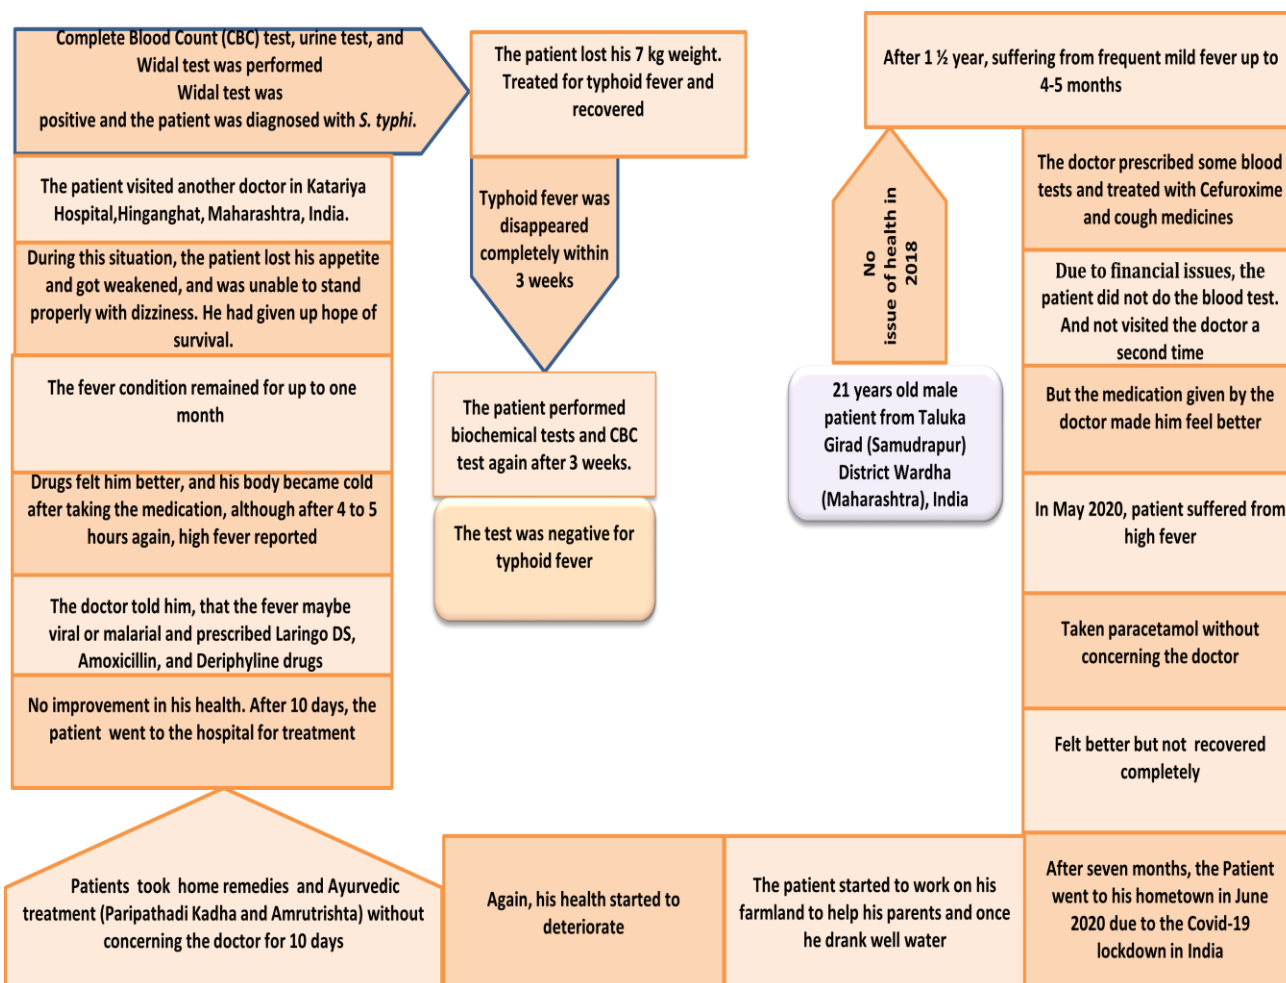 21 years old male
patient from Taluka
Girad (Samudrapur)
District Wardha
(Maharashtra), India
No
issue of health in
2018
After 1 ½ year, suffering from frequent mild fever up to
4-5 months
The doctor prescribed some blood
tests and treated with Cefuroxime
and cough medicines
Due to financial issues, the
patient did not do the blood test.
And not visited the doctor a
second time
But the medication given by the
doctor made him feel better
In May 2020, patient suffered from
high fever
Taken paracetamol without
concerning the doctor
Felt better but not recovered
completely
After seven months, the Patient
went to his hometown in June
2020 due to the Covid-19
lockdown in India
The patient started to work on his
farmland to help his parents and once
he drank well water
Again, his health started to
deteriorate
Patients took home remedies and Ayurvedic
treatment (Paripathadi Kadha and Amrutrishta) without
concerning the doctor for 10 days
No improvement in his health. After 10 days, the
patient went to the hospital for treatment
The doctor told him, that the fever maybe
viral or malarial and prescribed Laringo DS,
Amoxicillin, and Deriphyline drugs
Drugs felt him better, and his body became cold
after taking the medication, although after 4 to 5
hours again, high fever reported
The fever condition remained for up to one
month
During this situation, the patient lost his appetite
and got weakened, and was unable to stand
properly with dizziness. He had given up hope of
survival.
The patient visited another doctor in Katariya
Hospital,Hinganghat, Maharashtra, India.
Complete Blood Count (CBC) test, urine test, and
Widal test was performed
Widal test was
positive and the patient was diagnosed with S. typhi.
The patient lost his 7 kg weight.
Treated for typhoid fever and
recovered
Typhoid fever was
disappeared
completely within
3 weeks
The patient performed
biochemical tests and CBC
test again after 3 weeks.
The test was negative for
typhoid fever